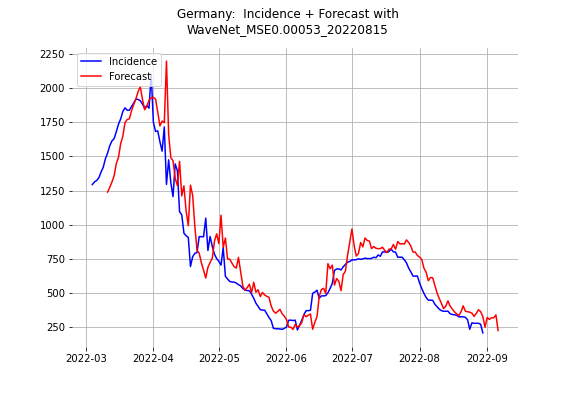 Germany:  Incidence + Forecast with
WaveNet_MSE0.00053_20220815
Incidence
Forecast
2250
2000
1750
1500
1250
1000
750
500
250
2022-03 2022-04 2022-05 2022-06 2022-07 2022-08 2022-09